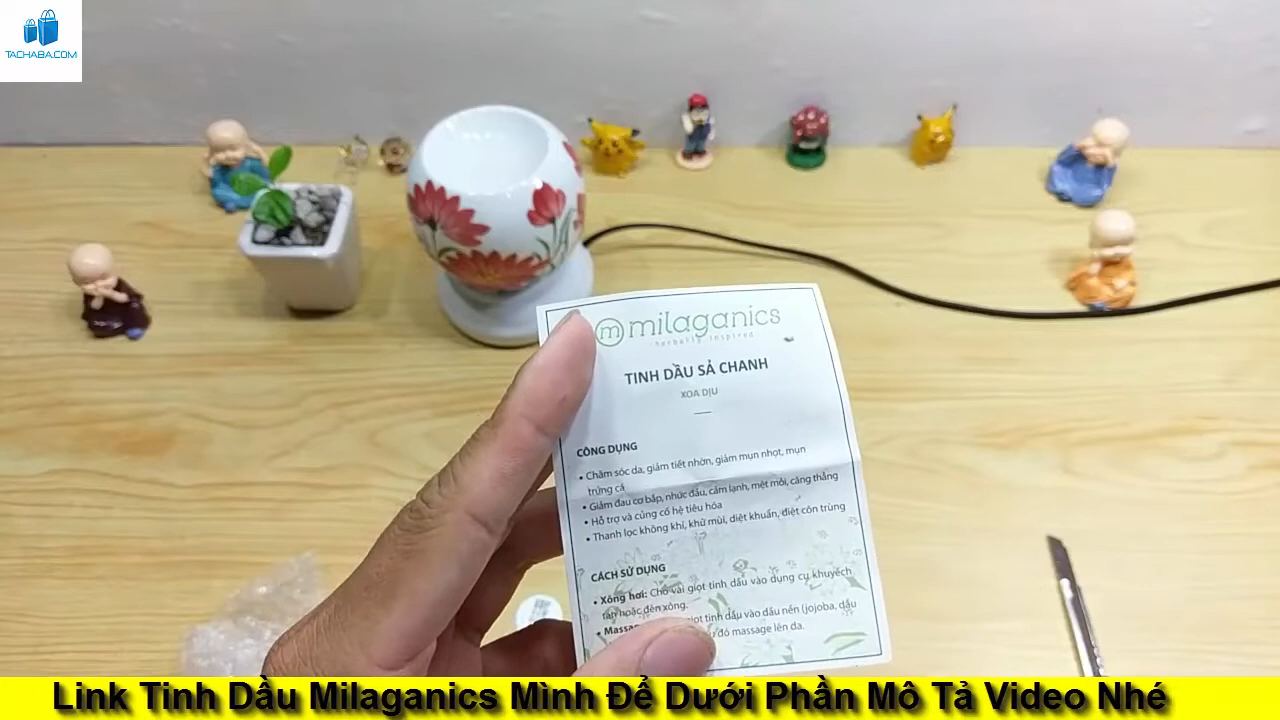 TACHABA.COM
m milaganics
herbally inspired
TINH DẦU SẢ CHANH
XOA DỊU
CÔNG DỤNG
• Chăm sóc da, giảm tiết nhờn, giảm mụn nhọt, mụn
trứng cá
• Giảm đau cơ bắp, nhức đầu, cảm lạnh, mệt mỏi, căng thẳng
• Hỗ trợ và củng cố hệ tiêu hóa
• Thanh lọc không khí, khử mùi, diệt khuẩn, diệt côn trùng
CÁCH SỬ DỤNG
• Xông hơi: Cho vài giọt tinh dầu vào dụng cụ khuyếch
tán hoặc đèn xông.
• Massa giọt tinh dầu vào dầu nền (jojoba, dầu
đó massage lên da.
Link Tinh Dầu Milaganics Mình Để Dưới Phần Mô Tả Video Nhé